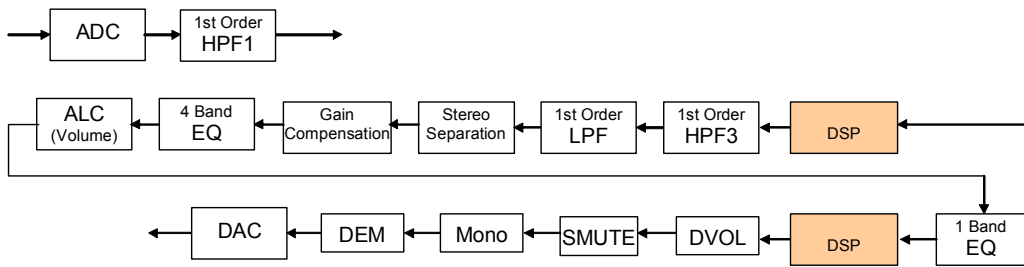 ADC
1st Order
HPF1
ALC
(Volume)
4 Band
EQ
Gain
Compensation
Stereo
Separation
1st Order
LPF
1st Order
HPF3
DSP
DAC
DEM
Mono
SMUTE
DVOL
DSP
1 Band
EQ